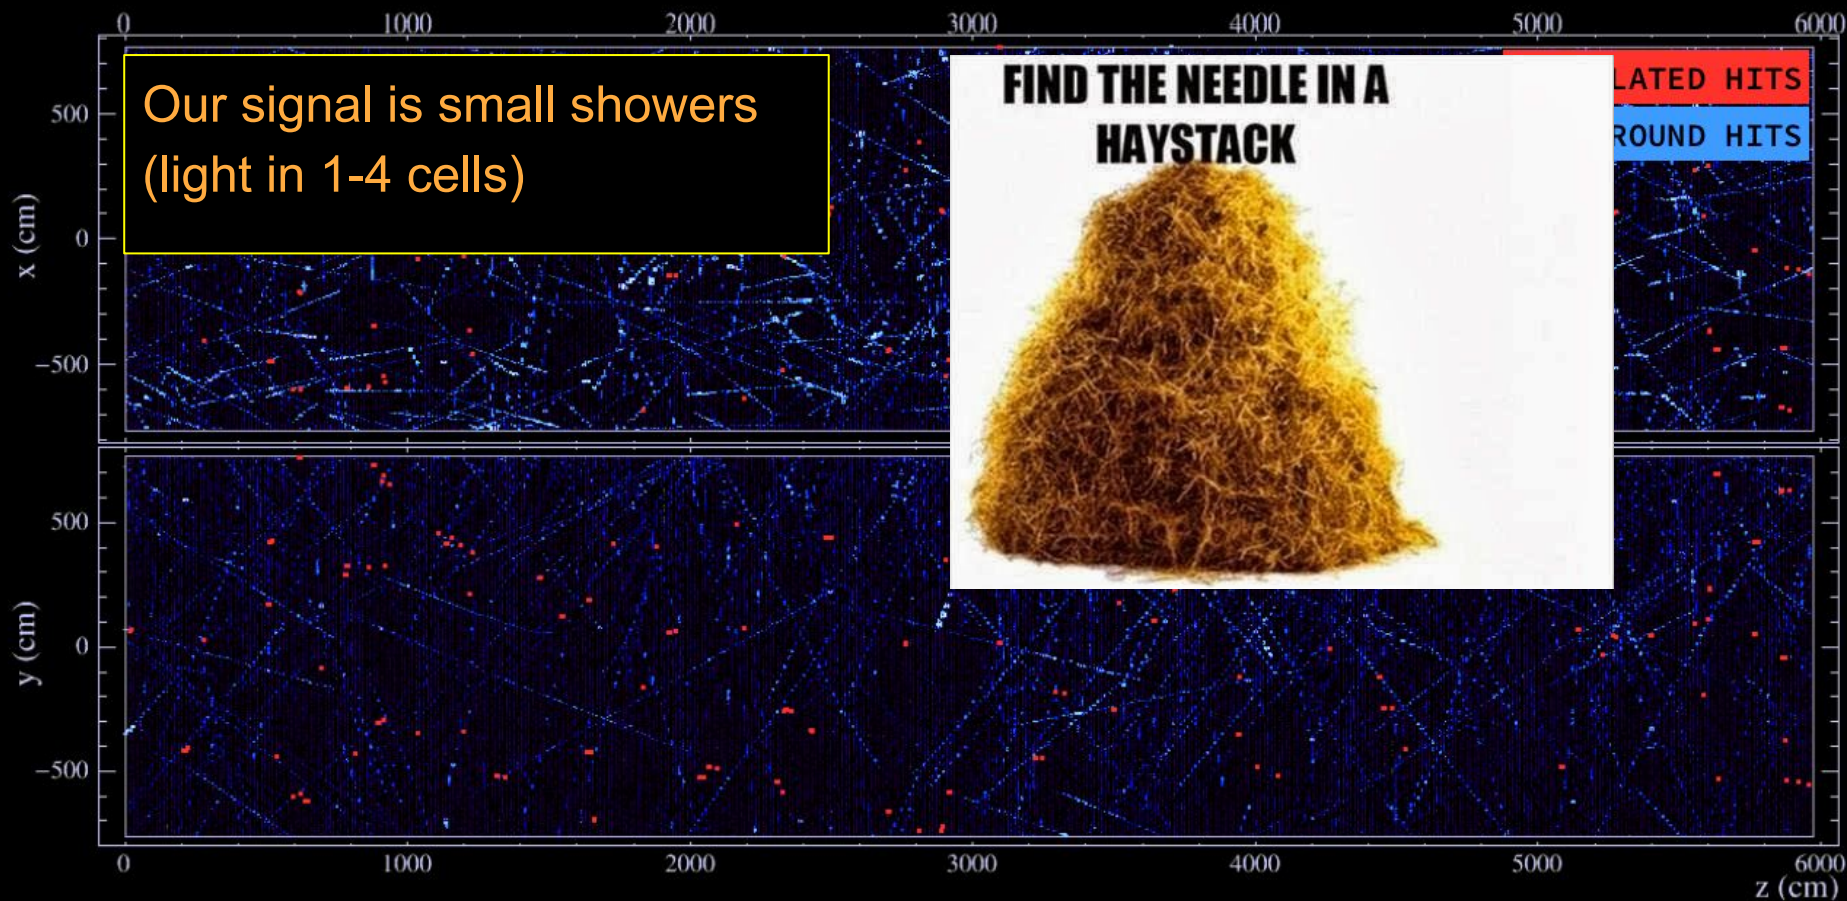 0 1000 2000 3000 4000 5000 6000
Our signal is small showers
(light in 1-4 cells)
FIND THE NEEDLE IN A
HAYSTACK
LATED HITS
ROUND HITS
x (cm)
500
0
−500
y (cm)
500
0
−500
0 1000 2000 3000 4000 5000 6000
z (cm)